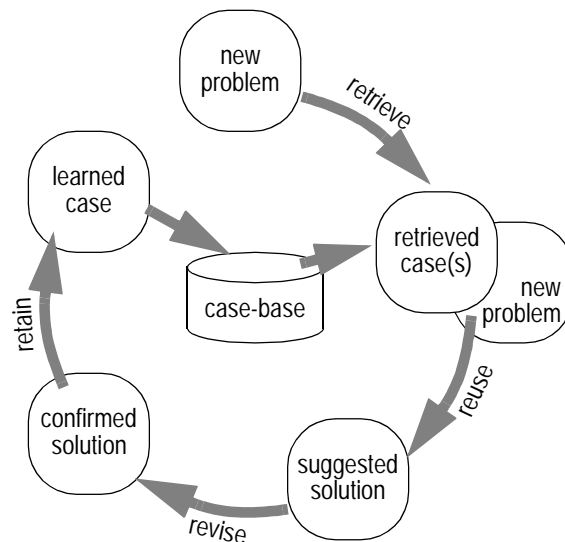 new
problem
retrieve
learned
case
retrieved
case(s)
case-base
new
problem
retain
reuse
confirmed
solution
suggested
solution
revise